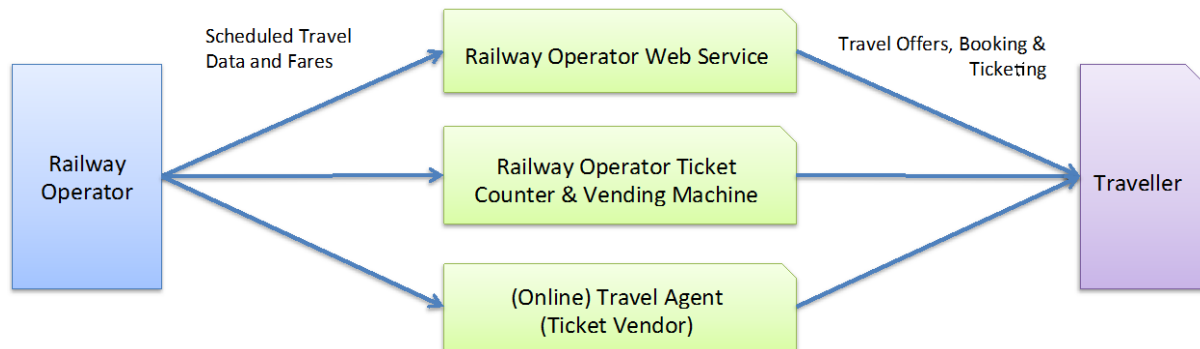 Scheduled Travel
Data and Fares
Railway Operator Web Service
Travel Offers, Booking &
Ticketing
Railway
Operator
Railway Operator Ticket
Counter & Vending Machine
Traveller
(Online) Travel Agent
(Ticket Vendor)